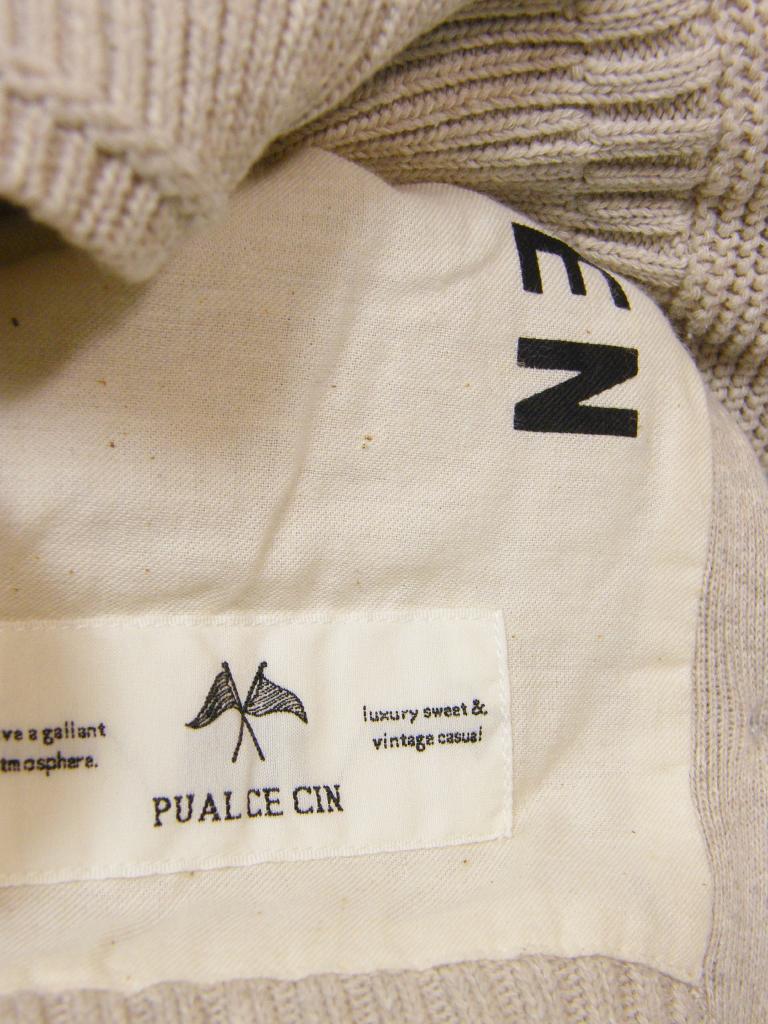 EN
ve a gallant
tmosphere.
PUALCE CIN
luxury sweet &
vintage casual